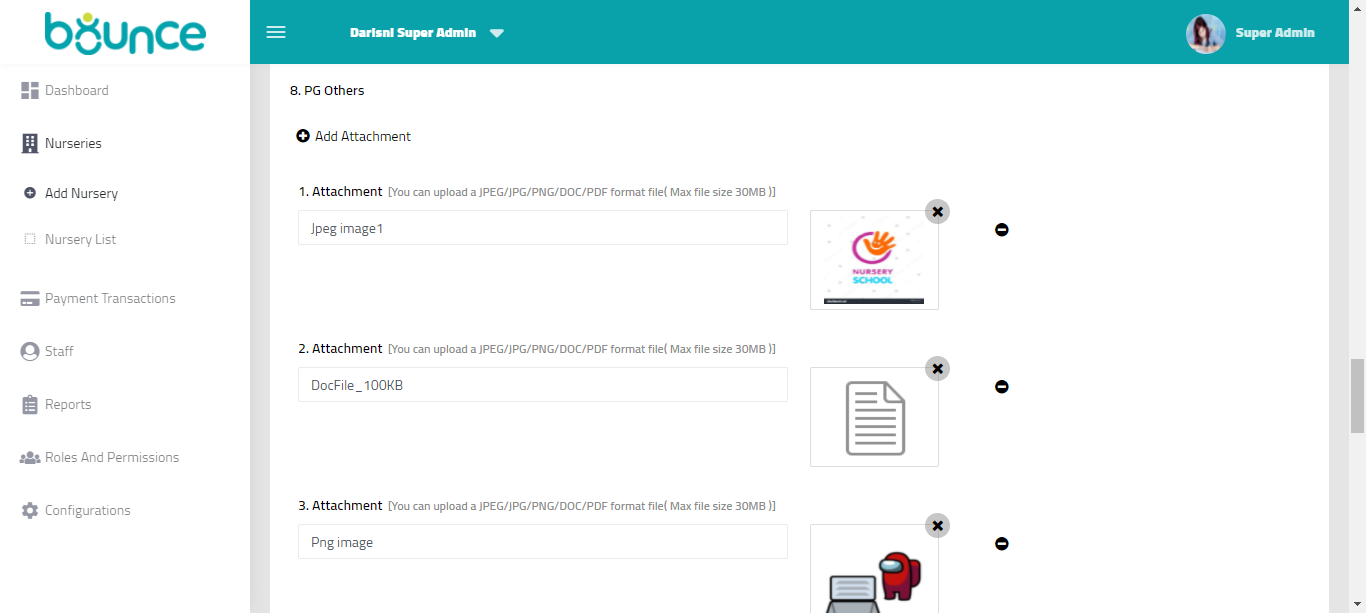 bounce
Darisni Super Admin
Super Admin
Dashboard
Nurseries
Add Nursery
Nursery List
Payment Transactions
Staff
Reports
Roles And Permissions
Configurations
8. PG Others
Add Attachment
1. Attachment [You can upload a JPEG/JPG/PNG/DOC/PDF format file( Max file size 30MB )]
Jpeg image1
NURSERY
SCHOOL
2. Attachment [You can upload a JPEG/JPG/PNG/DOC/PDF format file( Max file size 30MB )]
DocFile_100KB
3. Attachment [You can upload a JPEG/JPG/PNG/DOC/PDF format file( Max file size 30MB )]
Png image